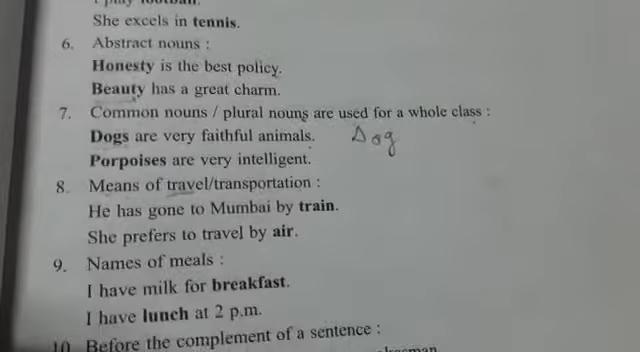 I play football.
She excels in tennis.
6. Abstract nouns :
Honesty is the best policy.
Beauty has a great charm.
7. Common nouns / plural nouns are used for a whole class :
Dogs are very faithful animals. Dog
Porpoises are very intelligent.
8. Means of travel/transportation :
He has gone to Mumbai by train.
She prefers to travel by air.
9. Names of meals :
I have milk for breakfast.
I have lunch at 2 p.m.
10. Before the complement of a sentence :